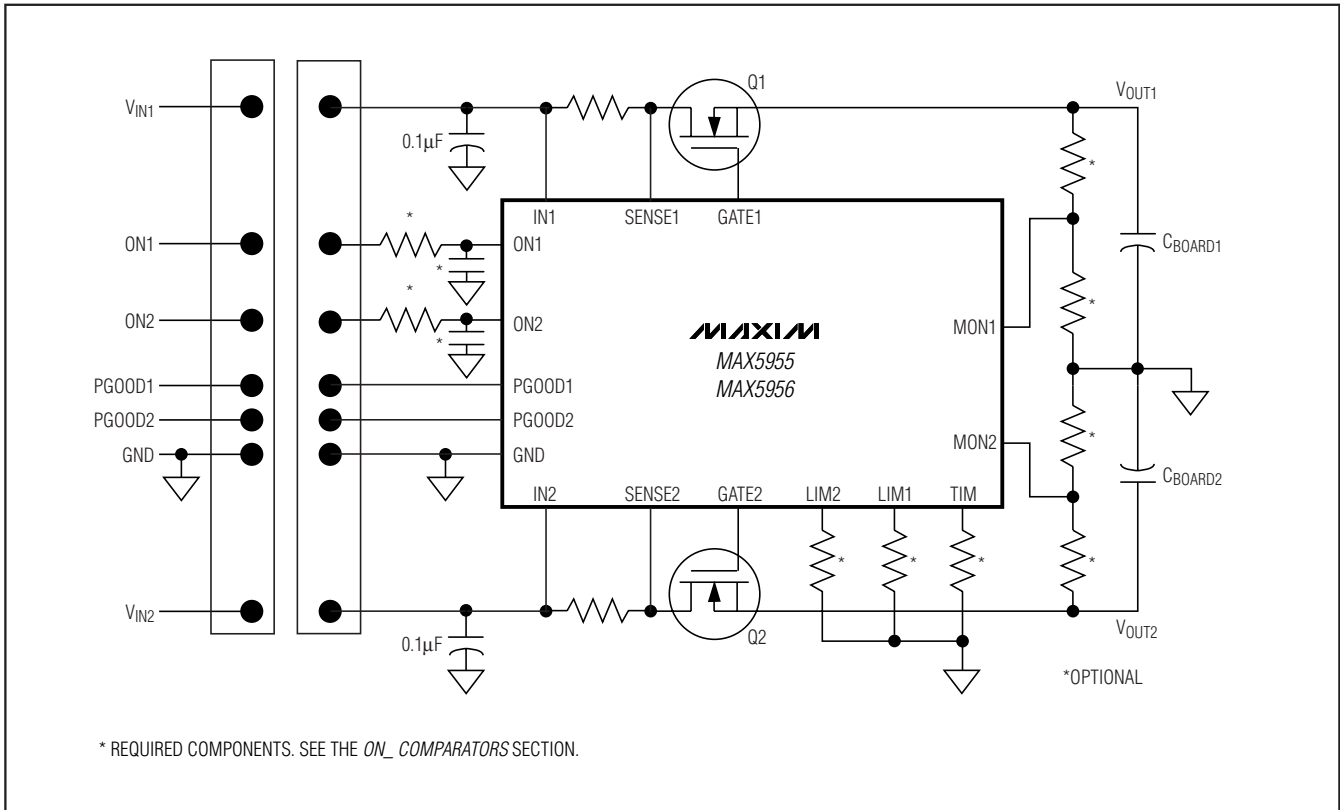 Q1
VIN1
VOUT1
0.1µF
*
IN1
SENSE1
GATE1
*
ON1
ON1
*
CBOARD1
*
*
ON2
ON2
MAXIM
MON1
*
MAX5955
MAX5956
PGOOD1
PGOOD1
PGOOD2
PGOOD2
*
MON2
GND
GND
CBOARD2
IN2
SENSE2
GATE2
LIM2
LIM1
TIM
*
*
*
*
VIN2
VOUT2
0.1µF
Q2
*OPTIONAL
* REQUIRED COMPONENTS. SEE THE ON_ COMPARATORS SECTION.